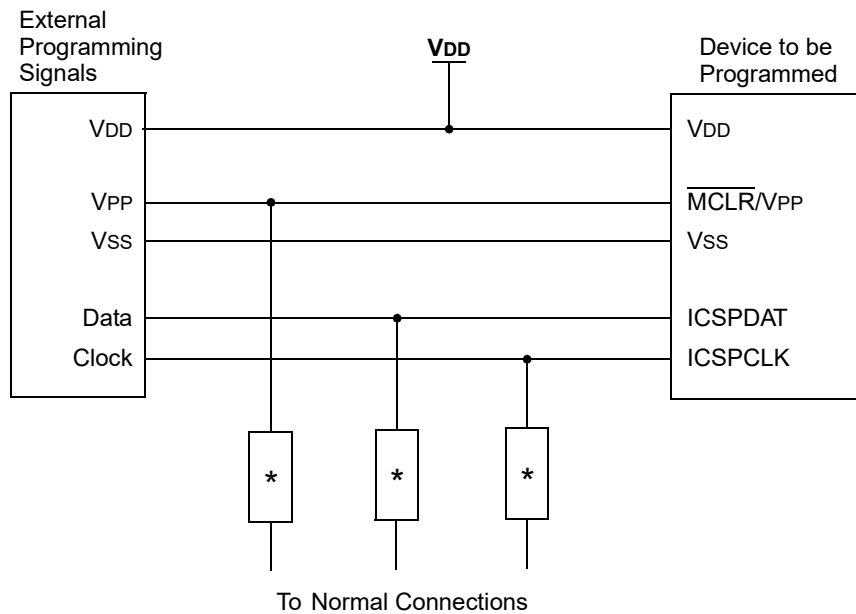 External
Programming
Signals
VDD
Device to be
Programmed
VDD
VDD
VPP
MCLR/VPP
VSS
VSS
Data
ICSPDAT
Clock
ICSPCLK
*
*
*
To Normal Connections